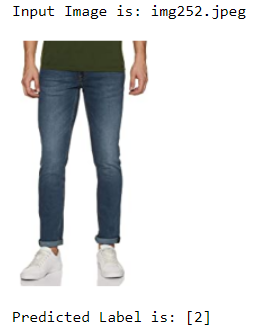 Input Image is: img252.jpeg
Predicted Label is: [2]